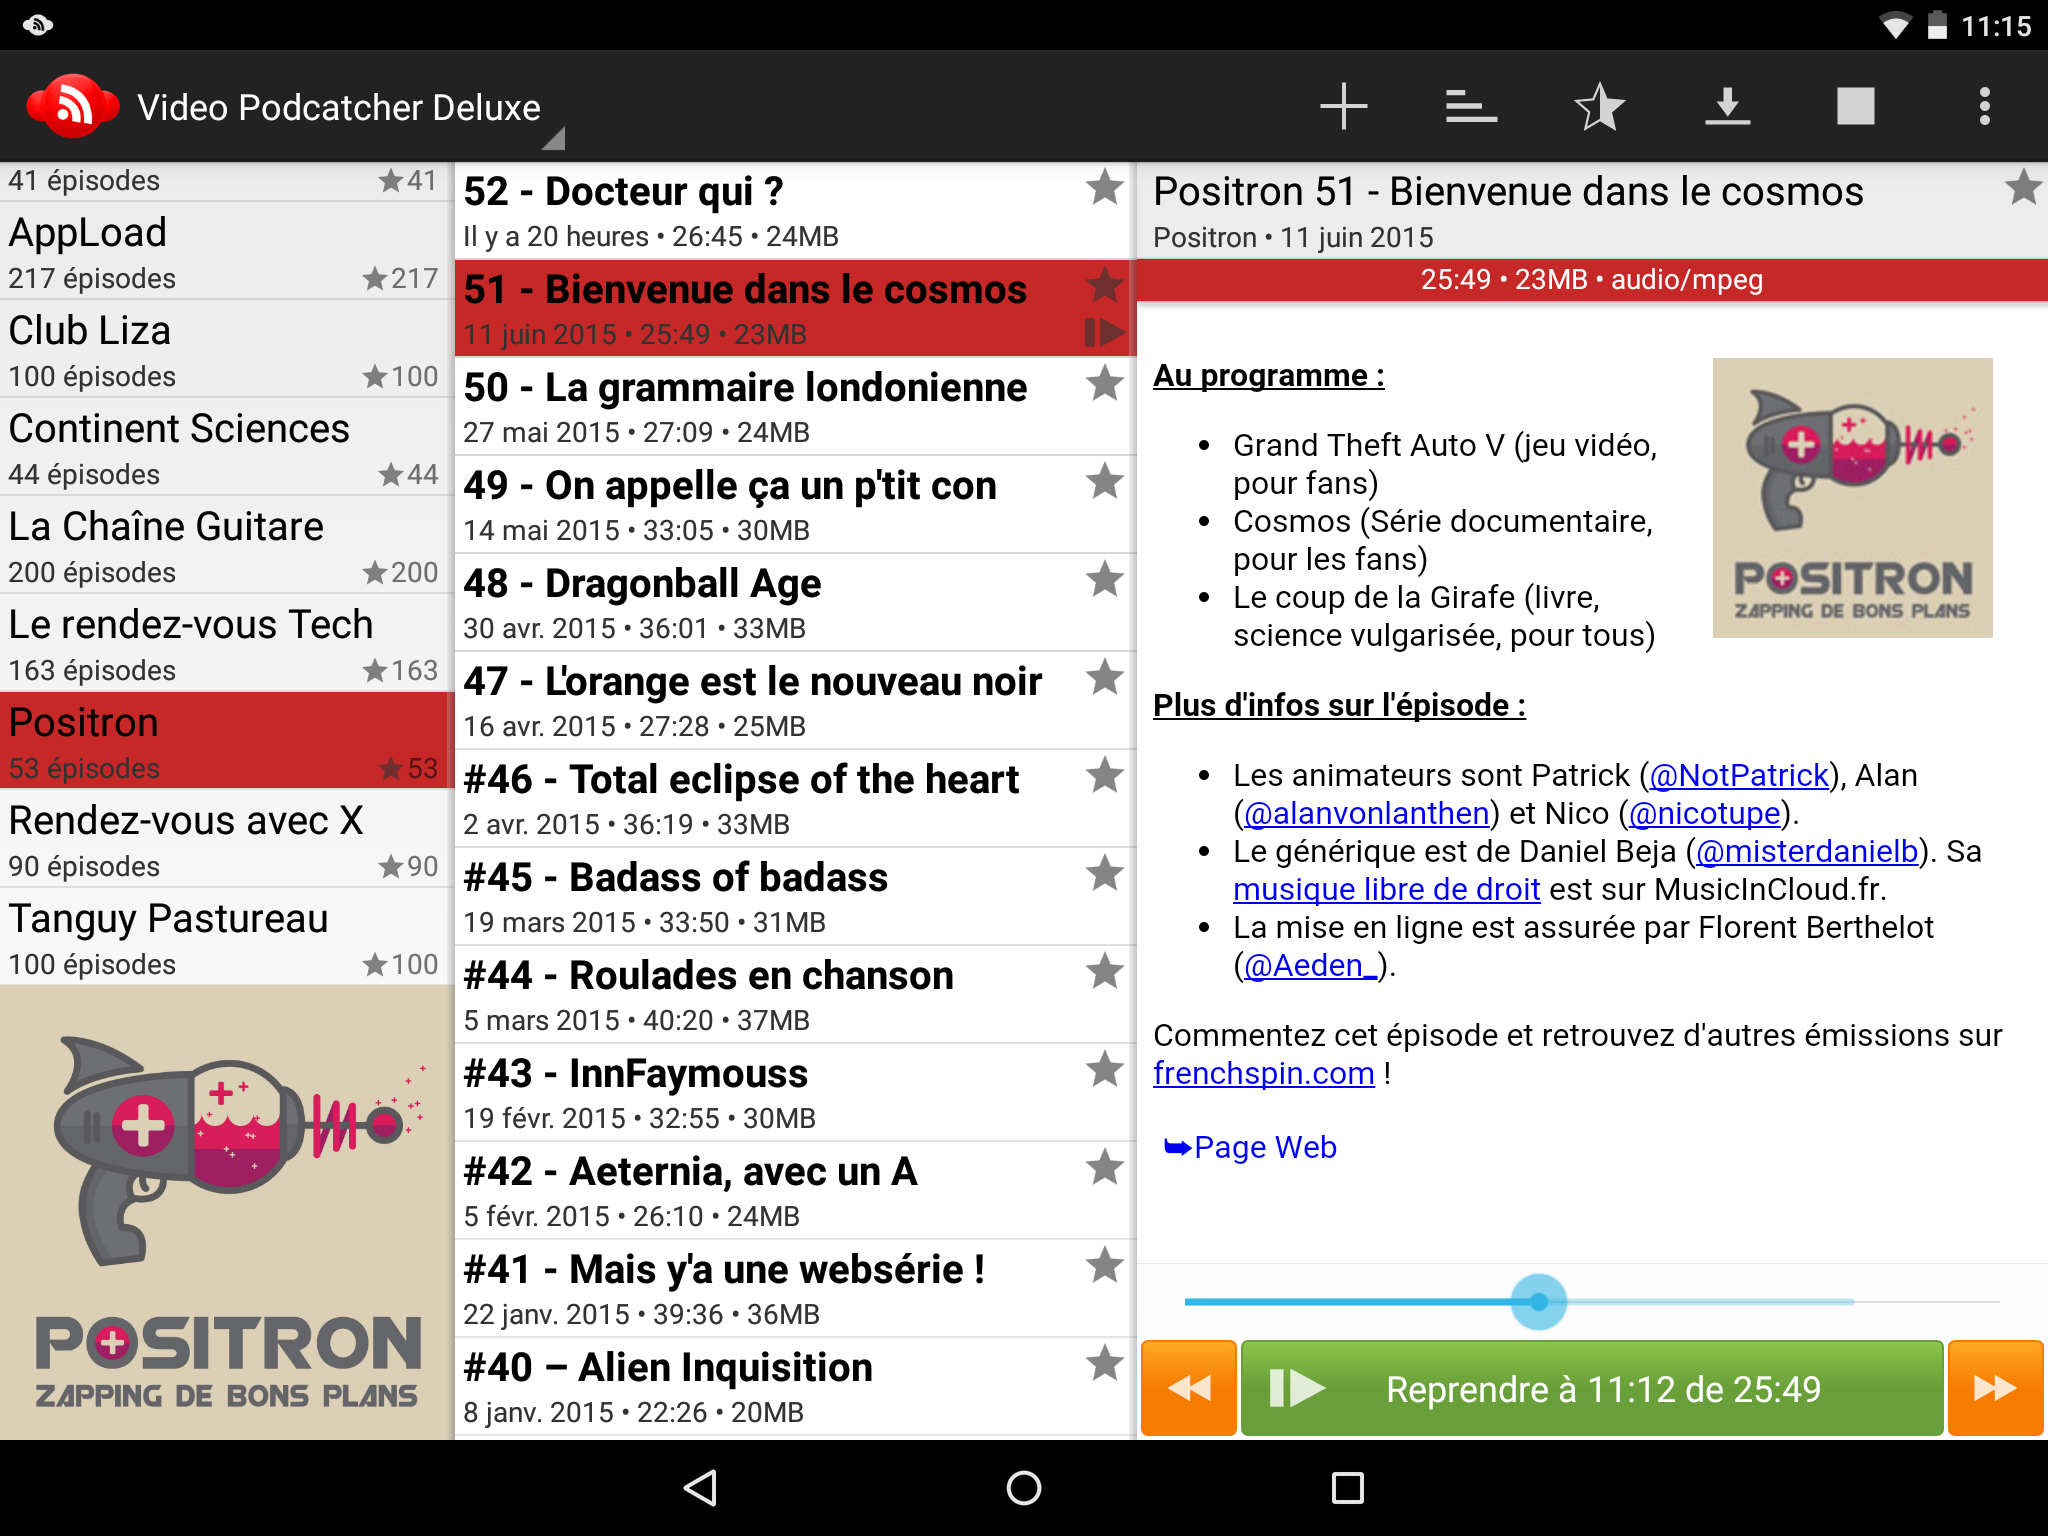 11:15
Video Podcatcher Deluxe
41 épisodes
41
AppLoad
217 épisodes
217
Club Liza
100 épisodes
100
Continent Sciences
44 épisodes
44
La Chaîne Guitare
200 épisodes
200
Le rendez-vous Tech
163 épisodes
163
Positron
53 épisodes
53
Rendez-vous avec X
90 épisodes
90
Tanguy Pastureau
100 épisodes
100
POSITRON
ZAPPING DE BONS PLANS
52 - Docteur qui ?
Il y a 20 heures • 26:45 • 24MB
51 - Bienvenue dans le cosmos
11 juin 2015 • 25:49 • 23MB
50 - La grammaire londonienne
27 mai 2015 • 27:09 • 24MB
49 - On appelle ça un p'tit con
14 mai 2015 • 33:05 • 30MB
48 - Dragonball Age
30 avr. 2015 • 36:01 • 33MB
47 - L'orange est le nouveau noir
16 avr. 2015 • 27:28 • 25MB
#46 - Total eclipse of the heart
2 avr. 2015 • 36:19 • 33MB
#45 - Badass of badass
19 mars 2015 • 33:50 • 31MB
#44 - Roulades en chanson
5 mars 2015 • 40:20 • 37MB
#43 - InnFaymouss
19 févr. 2015 • 32:55 • 30MB
#42 - Aeternia, avec un A
5 févr. 2015 • 26:10 • 24MB
#41 - Mais y'a une websérie !
22 janv. 2015 • 39:36 • 36MB
#40 – Alien Inquisition
8 janv. 2015 • 22:26 • 20MB
Positron 51 - Bienvenue dans le cosmos
Positron • 11 juin 2015
25:49 • 23MB • audio/mpeg
Au programme :
• Grand Theft Auto V (jeu vidéo,
pour fans)
• Cosmos (Série documentaire,
pour les fans)
• Le coup de la Girafe (livre,
science vulgarisée, pour tous)
POSITRON
ZAPPING DE BONS PLANS
Plus d'infos sur l'épisode :
• Les animateurs sont Patrick (@NotPatrick), Alan
(@alanvonlanthen) et Nico (@nicotupe).
• Le générique est de Daniel Beja (@misterdanielb). Sa
musique libre de droit est sur MusicInCloud.fr.
• La mise en ligne est assurée par Florent Berthelot
(@Aeden_).
Commentez cet épisode et retrouvez d'autres émissions sur
frenchspin.com !
➥Page Web
Reprendre à 11:12 de 25:49